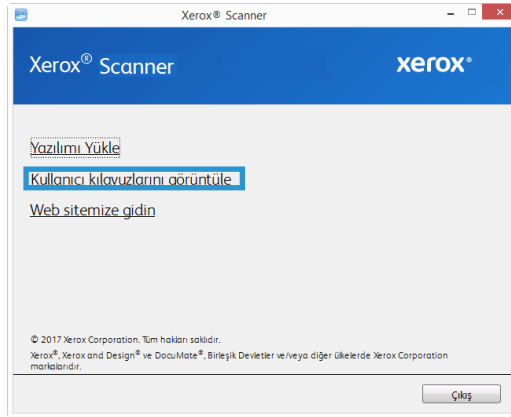 Xerox® Scanner
Xerox® Scanner
xerox®
Yazılımı Yükle
Kullanıcı kılavuzlarını görüntüle
Web sitemize gidin
© 2017 Xerox Corporation. Tüm hakları saklıdır.
Xerox®, Xerox and Design® ve DocuMate®, Birleşik Devletler ve/veya diğer ülkelerde Xerox Corporation
markalarıdır.
Çıkış